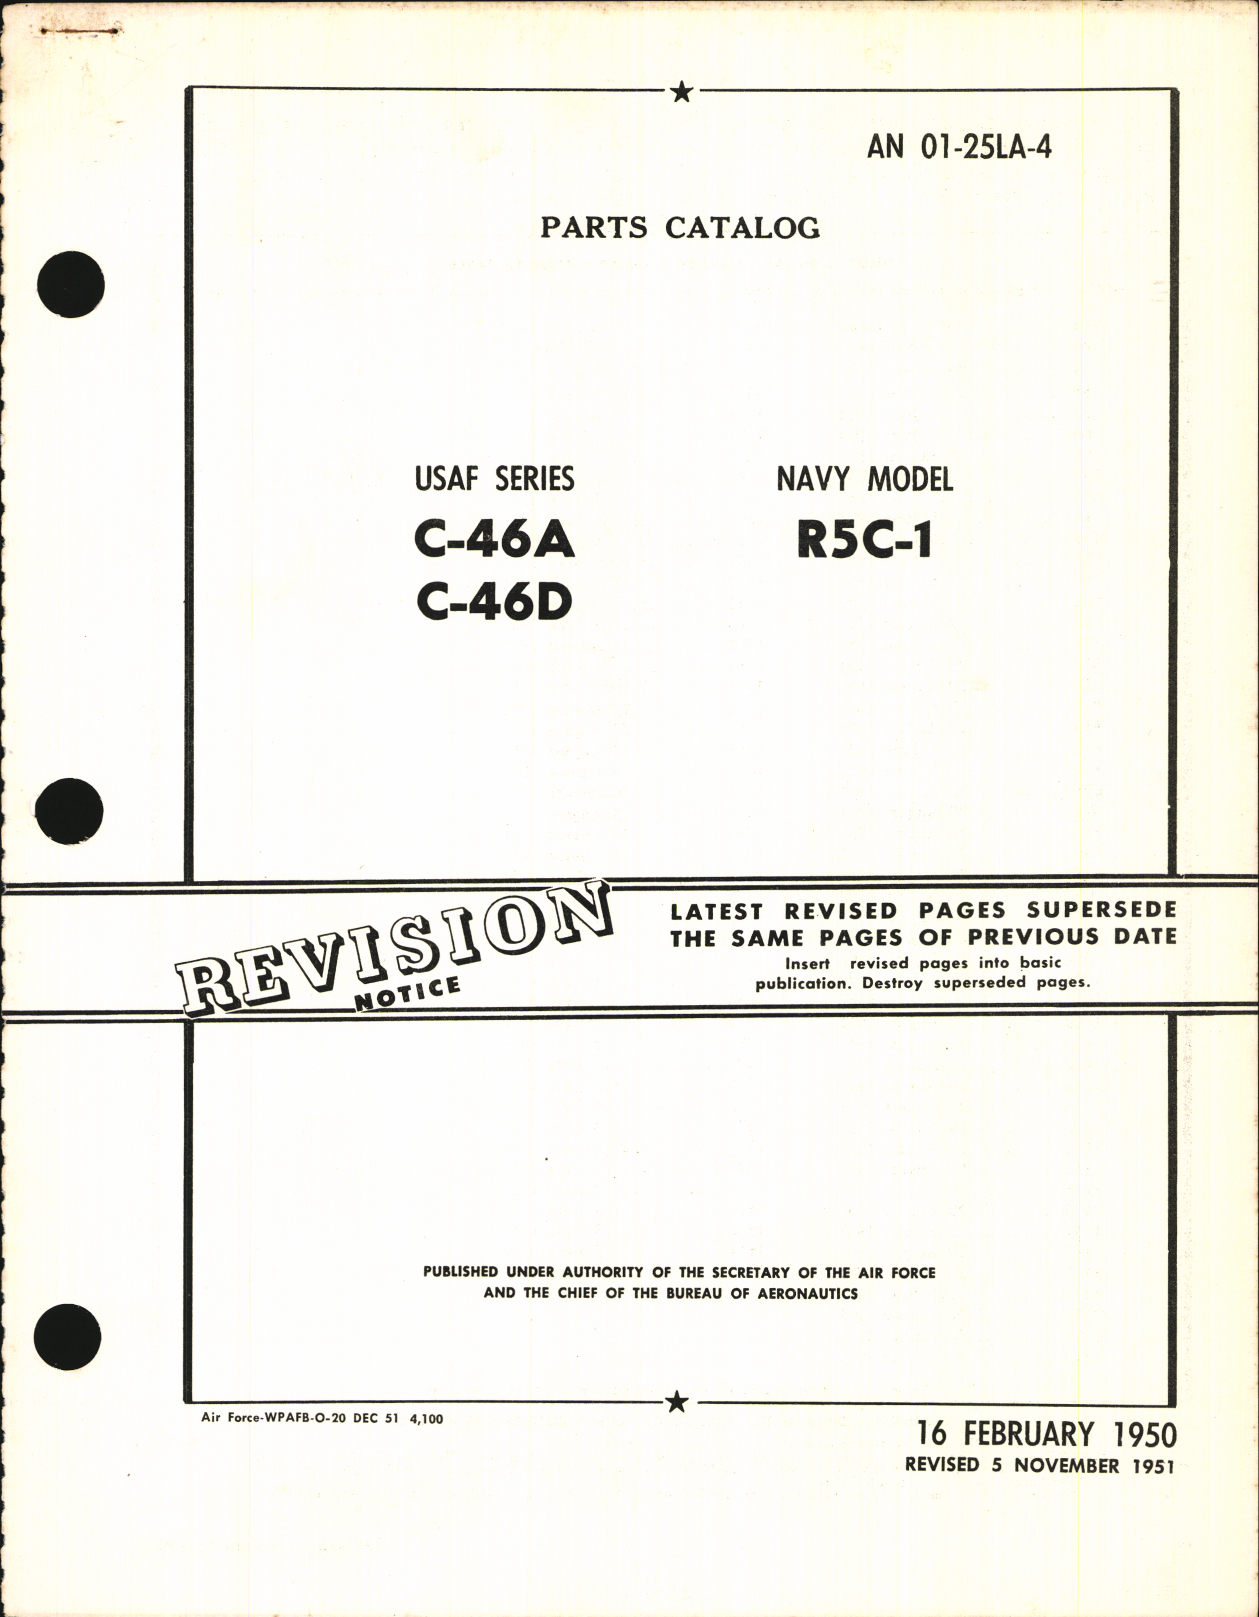 AN 01-25LA-4
PARTS CATALOG
USAF SERIES
C-46A
C-46D
NAVY MODEL
R5C-1
REVISION
NOTICE
LATEST REVISED PAGES SUPERSEDE
THE SAME PAGES OF PREVIOUS DATE
Insert revised pages into basic
publication. Destroy superseded pages.
PUBLISHED UNDER AUTHORITY OF THE SECRETARY OF THE AIR FORCE
AND THE CHIEF OF THE BUREAU OF AERONAUTICS
Air Force-WPAFB-O-20 DEC 51 4,100
16 FEBRUARY 1950
REVISED 5 NOVEMBER 1951